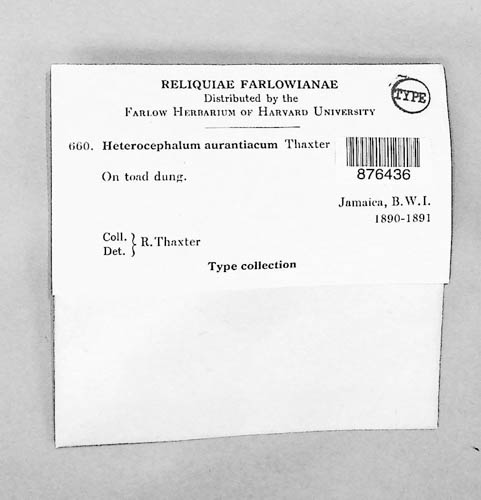 RELIQUIAE FARLOWIANAE
Distributed by the
FARLOW HERBARIUM OF HARVARD UNIVERSITY
TYPE
660. Heterocephalum aurantiacum Thaxter
876436
On toad dung.
Jamaica, B.W.I.
1890-1891
Coll. } R. Thaxter
Det.
Type collection